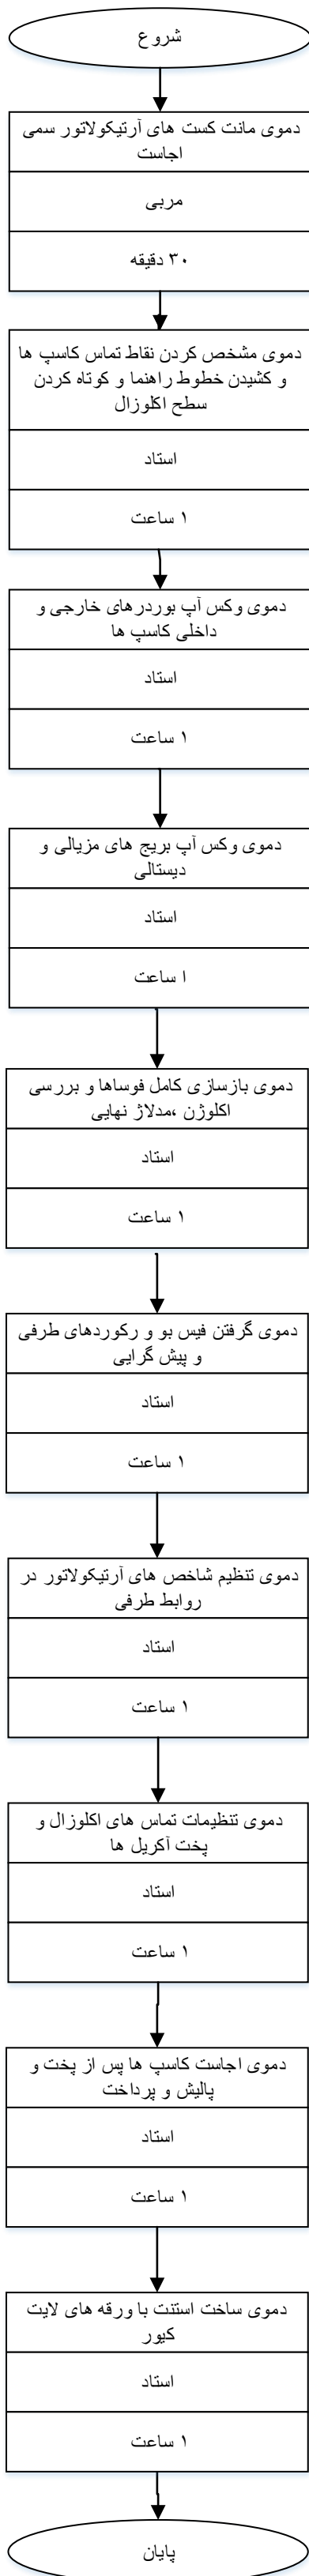 شروع
دموی مانت کست های آرتیکولاتور سمی
اجاست
مربی
۳۰ دقیقه
دموی مشخص کردن نقاط تماس کاسپ ها
و کشیدن خطوط راهنما و کوتاه کردن
سطح اکلوزال
استاد
۱ ساعت
دموی وکس آپ بوردرهای خارجی و
داخلی کاسپ ها
استاد
۱ ساعت
دموی وکس آپ بریج های مزیالی و
دیستالی
استاد
ا ساعت
دموی بازسازی کامل فوساها و بررسی
اکلوژن ،مدلاژ نهایی
استاد
۱ ساعت
دموی گرفتن فیس بو و رکوردهای طرفی
و پیش گرایی
استاد
۱ ساعت
دموی تنظیم شاخص های آرتیکولاتور در
روابط طرفی
استاد
۱ ساعت
دموی تنظیمات تماس های اکلوزال و
پخت آکریل ها
استاد
۱ ساعت
دموی اجاست کاسپ ها پس از پخت و
پالیش و پرداخت
استاد
۱ ساعت
دموی ساخت استنت با ورقه های لایت
کیور
استاد
۱ ساعت
پایان